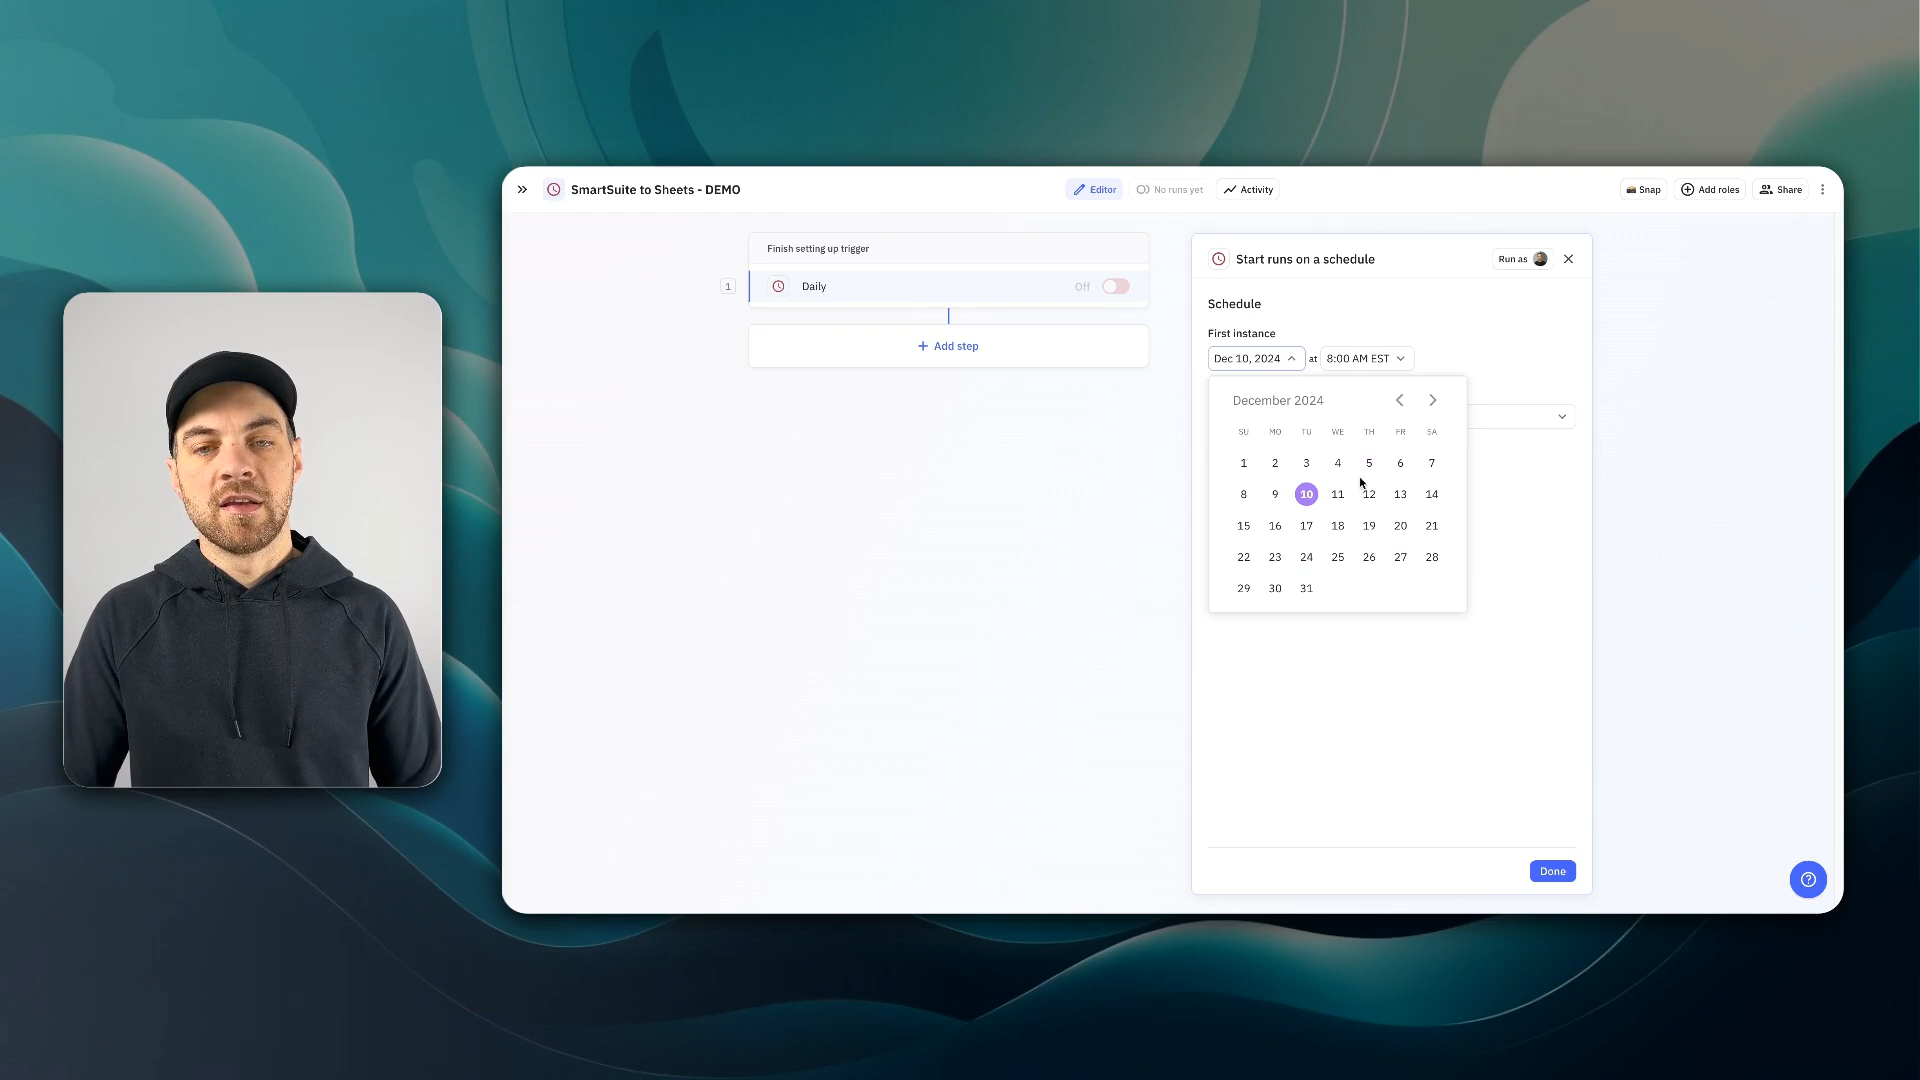 SmartSuite to Sheets - DEMO
Editor
No runs yet
Activity
Snap
Add roles
Share
Finish setting up trigger
1
Daily
Off
+ Add step
Start runs on a schedule
Run as
Schedule
First instance
Dec 10, 2024 at 8:00 AM EST
December 2024
SU MO TU WE TH FR SA
1 2 3 4 5 6 7
8 9 10 11 12 13 14
15 16 17 18 19 20 21
22 23 24 25 26 27 28
29 30 31
Done